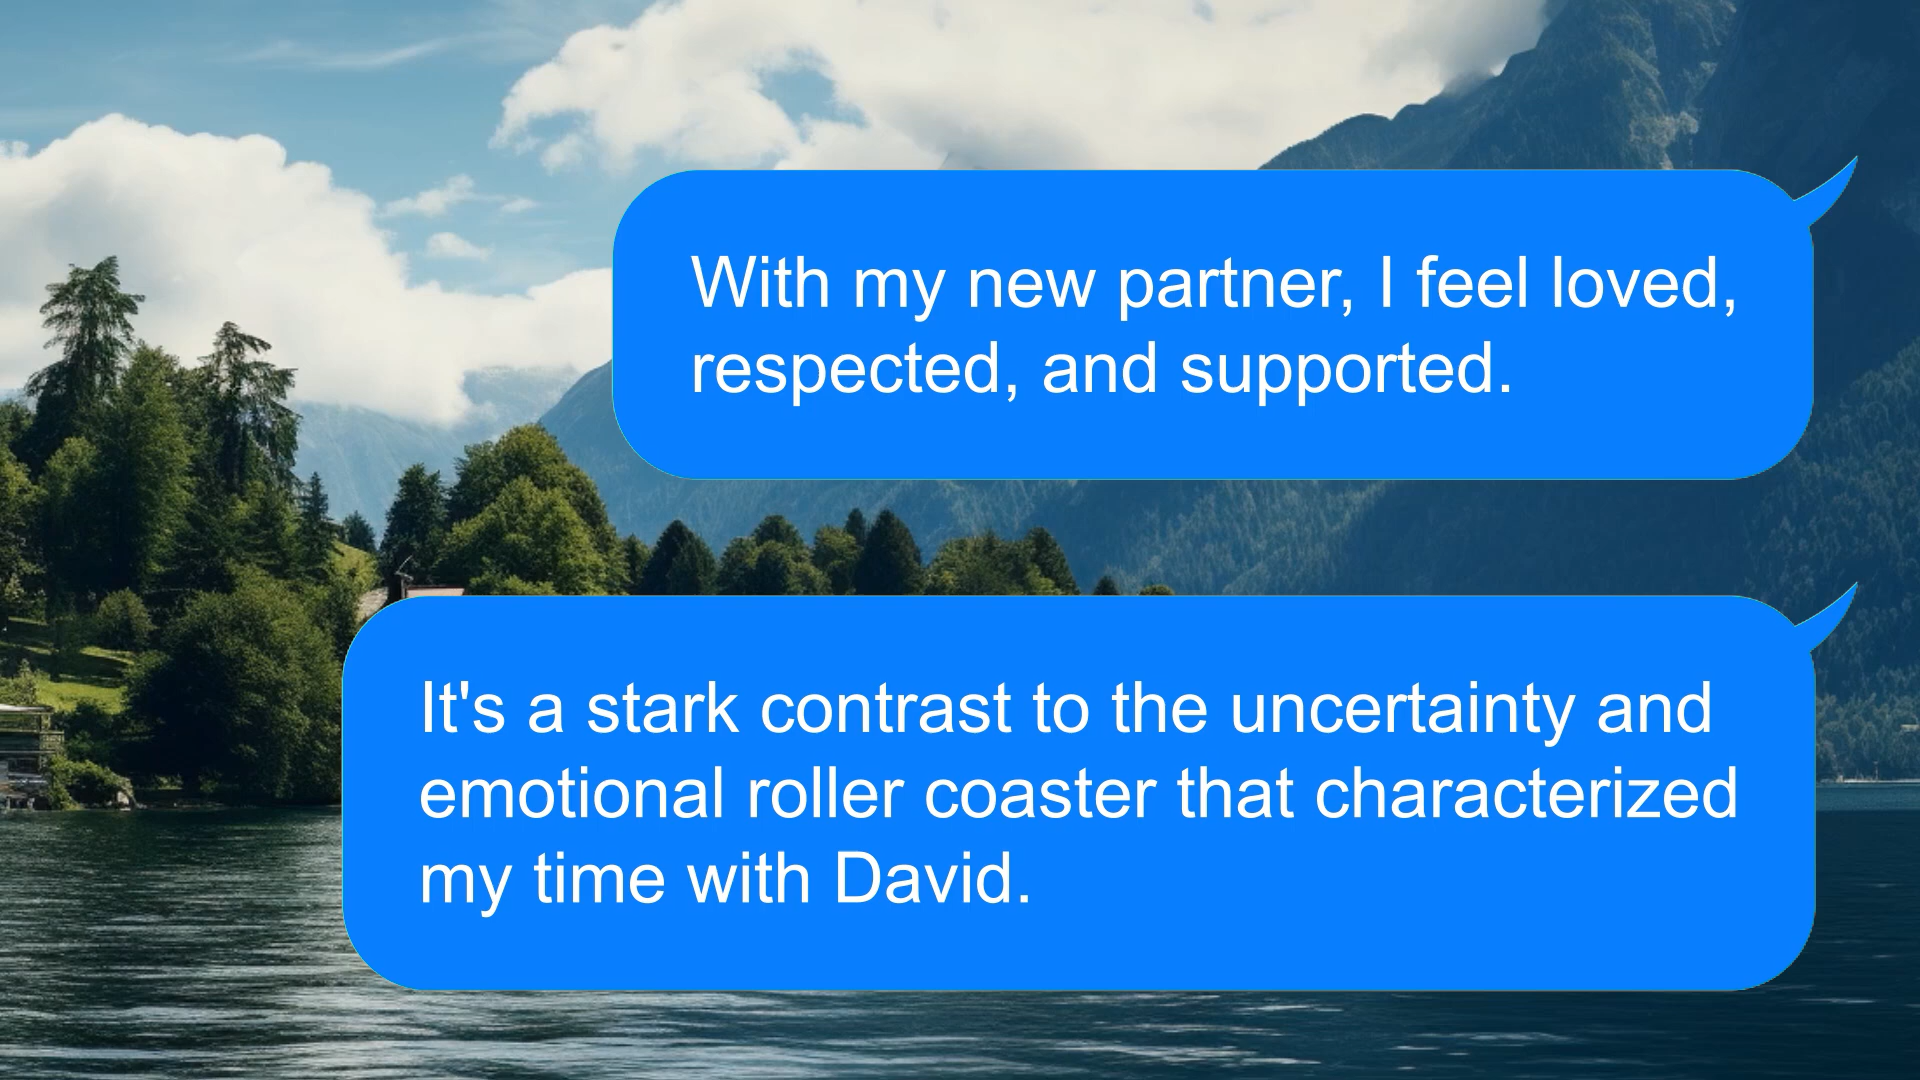 With my new partner, I feel loved,
respected, and supported.
It's a stark contrast to the uncertainty and
emotional roller coaster that characterized
my time with David.